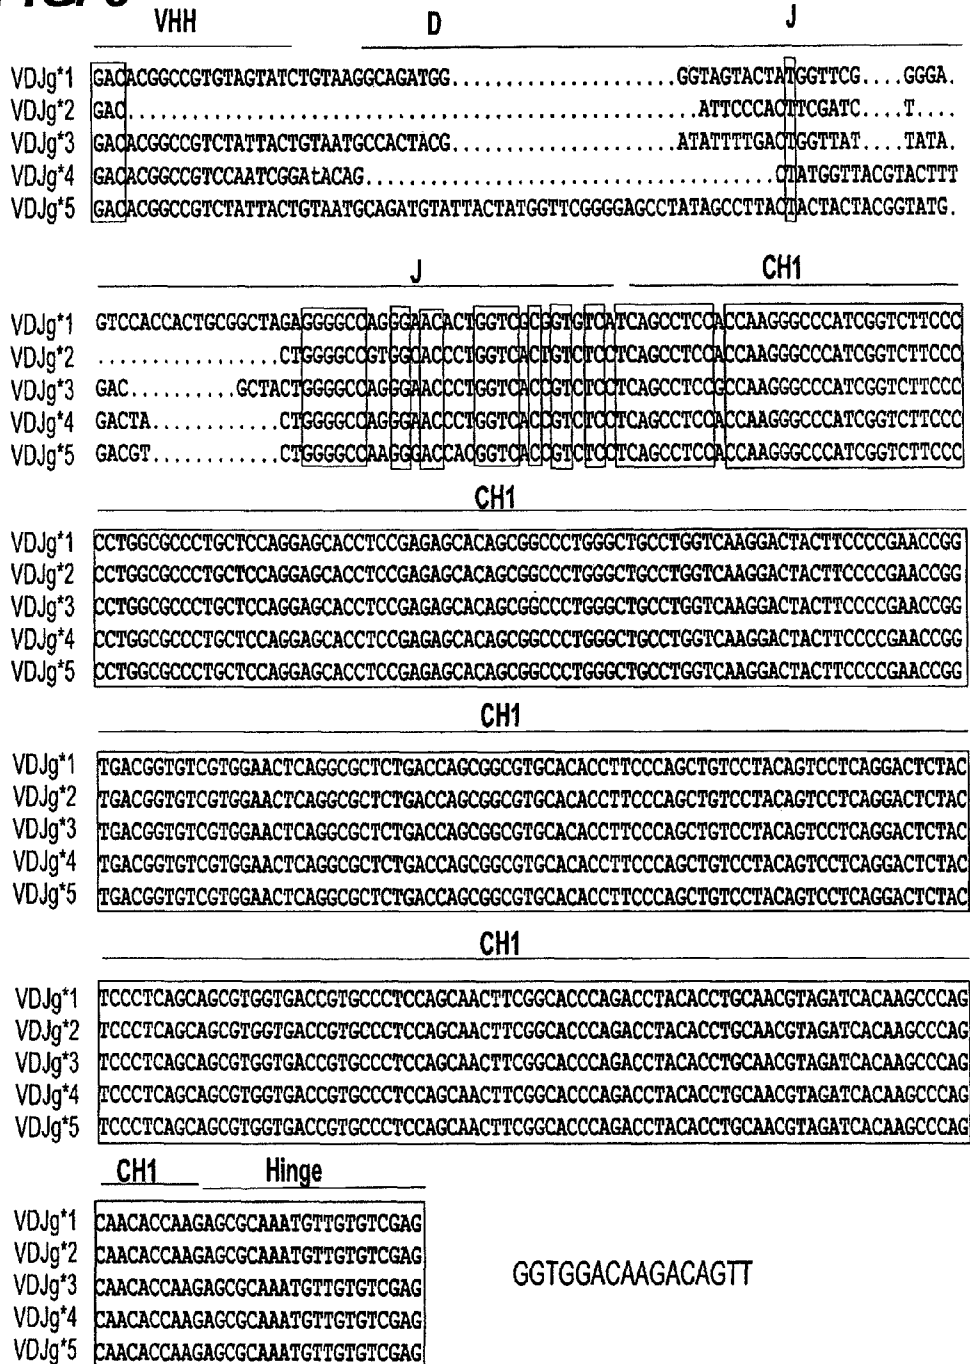 VHH D J
VDJg*1 GACACGGCCGTGTAGTATCTGTAAGGCAGATGG.....................GGTAGTACTATGGTTCG....GGGA.
VDJg*2 GAC.....................................................ATTCCCACTTCGATC....T....
VDJg*3 GACACGGCCGTCTATTACTGTAATGCCACTACG.....................ATATTTTGACTGGTTAT....TATA.
VDJg*4 GACACGGCCGTCCAATCGGAtACAG......................................CTATGGTTACGTACTTT
VDJg*5 GACACGGCCGTCTATTACTGTAATGCAGATGTATTACTATGGTTCGGGGAGCCTATAGCCTTACTACTACTACGGTATG.
J CH1
VDJg*1 GTCCACCACTGCGGCTAGAGGGGCCAGGGAACACTGGTCGCGGTGTCATCAGCCTCCACCAAGGGCCCATCGGTCTTCCC
VDJg*2 .................CTGGGGCCGTGGCACCCTGGTCACTGTCTCCTCAGCCTCCACCAAGGGCCCATCGGTCTTCCC
VDJg*3 GAC..........GCTACTGGGGCCAGGGAACCCTGGTCACCGTCTCCTCAGCCTCCGCCAAGGGCCCATCGGTCTTCCC
VDJg*4 GACTA............CTGGGGCCAGGGAACCCTGGTCACCGTCTCCTCAGCCTCCACCAAGGGCCCATCGGTCTTCCC
VDJg*5 GACGT............CTGGGGCCAAGGGACCACGGTCACCGTCTCCTCAGCCTCCACCAAGGGCCCATCGGTCTTCCC
CH1
VDJg*1 CCTGGCGCCCTGCTCCAGGAGCACCTCCGAGAGCACAGCGGCCCTGGGCTGCCTGGTCAAGGACTACTTCCCCGAACCGG
VDJg*2 CCTGGCGCCCTGCTCCAGGAGCACCTCCGAGAGCACAGCGGCCCTGGGCTGCCTGGTCAAGGACTACTTCCCCGAACCGG
VDJg*3 CCTGGCGCCCTGCTCCAGGAGCACCTCCGAGAGCACAGCGGCCCTGGGCTGCCTGGTCAAGGACTACTTCCCCGAACCGG
VDJg*4 CCTGGCGCCCTGCTCCAGGAGCACCTCCGAGAGCACAGCGGCCCTGGGCTGCCTGGTCAAGGACTACTTCCCCGAACCGG
VDJg*5 CCTGGCGCCCTGCTCCAGGAGCACCTCCGAGAGCACAGCGGCCCTGGGCTGCCTGGTCAAGGACTACTTCCCCGAACCGG
CH1
VDJg*1 TGACGGTGTCGTGGAACTCAGGCGCTCTGACCAGCGGCGTGCACACCTTCCCAGCTGTCCTACAGTCCTCAGGACTCTAC
VDJg*2 TGACGGTGTCGTGGAACTCAGGCGCTCTGACCAGCGGCGTGCACACCTTCCCAGCTGTCCTACAGTCCTCAGGACTCTAC
VDJg*3 TGACGGTGTCGTGGAACTCAGGCGCTCTGACCAGCGGCGTGCACACCTTCCCAGCTGTCCTACAGTCCTCAGGACTCTAC
VDJg*4 TGACGGTGTCGTGGAACTCAGGCGCTCTGACCAGCGGCGTGCACACCTTCCCAGCTGTCCTACAGTCCTCAGGACTCTAC
VDJg*5 TGACGGTGTCGTGGAACTCAGGCGCTCTGACCAGCGGCGTGCACACCTTCCCAGCTGTCCTACAGTCCTCAGGACTCTAC
CH1
VDJg*1 TCCCTCAGCAGCGTGGTGACCGTGCCCTCCAGCAACTTCGGCACCCAGACCTACACCTGCAACGTAGATCACAAGCCCAG
VDJg*2 TCCCTCAGCAGCGTGGTGACCGTGCCCTCCAGCAACTTCGGCACCCAGACCTACACCTGCAACGTAGATCACAAGCCCAG
VDJg*3 TCCCTCAGCAGCGTGGTGACCGTGCCCTCCAGCAACTTCGGCACCCAGACCTACACCTGCAACGTAGATCACAAGCCCAG
VDJg*4 TCCCTCAGCAGCGTGGTGACCGTGCCCTCCAGCAACTTCGGCACCCAGACCTACACCTGCAACGTAGATCACAAGCCCAG
VDJg*5 TCCCTCAGCAGCGTGGTGACCGTGCCCTCCAGCAACTTCGGCACCCAGACCTACACCTGCAACGTAGATCACAAGCCCAG
CH1 Hinge
VDJg*1 CAACACCAAGAGCGCAAATGTTGTGTCGAG
VDJg*2 CAACACCAAGAGCGCAAATGTTGTGTCGAG
VDJg*3 CAACACCAAGAGCGCAAATGTTGTGTCGAG
VDJg*4 CAACACCAAGAGCGCAAATGTTGTGTCGAG
VDJg*5 CAACACCAAGAGCGCAAATGTTGTGTCGAG
GGTGGACAAGACAGTT